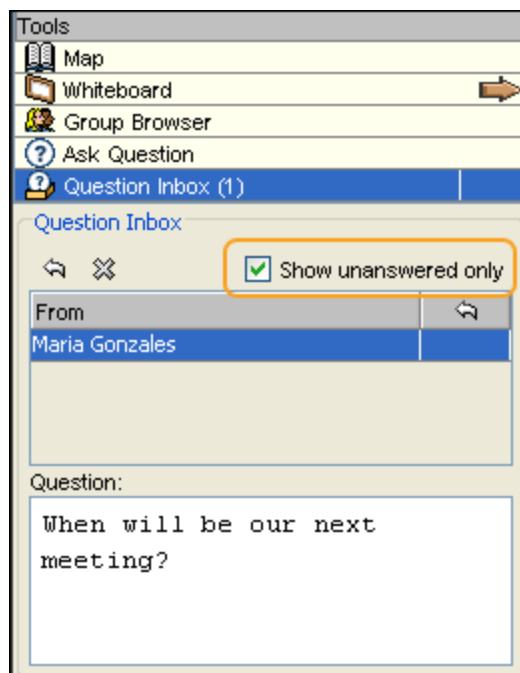 Tools
Map
Whiteboard
Group Browser
Ask Question
Question Inbox (1)
Question Inbox
Show unanswered only
From
Maria Gonzales
Question:
When will be our next
meeting?